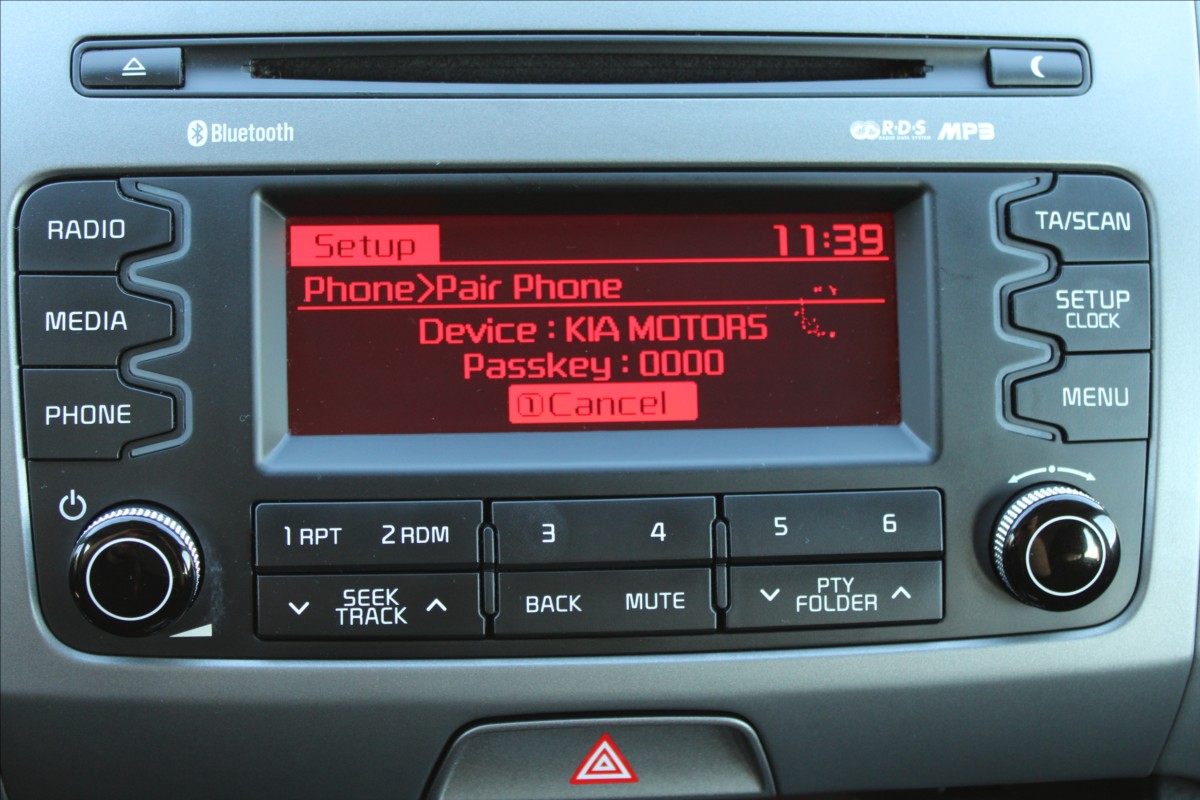 Bluetooth
R·D·S MP3
RADIO
MEDIA
PHONE
Setup 11:39
Phone>Pair Phone
Device : KIA MOTORS
Passkey : 0000
①Cancel
TA/SCAN
SETUP
CLOCK
MENU
1 RPT 2 RDM 3 4 5 6
SEEK
TRACK
BACK MUTE
PTY
FOLDER